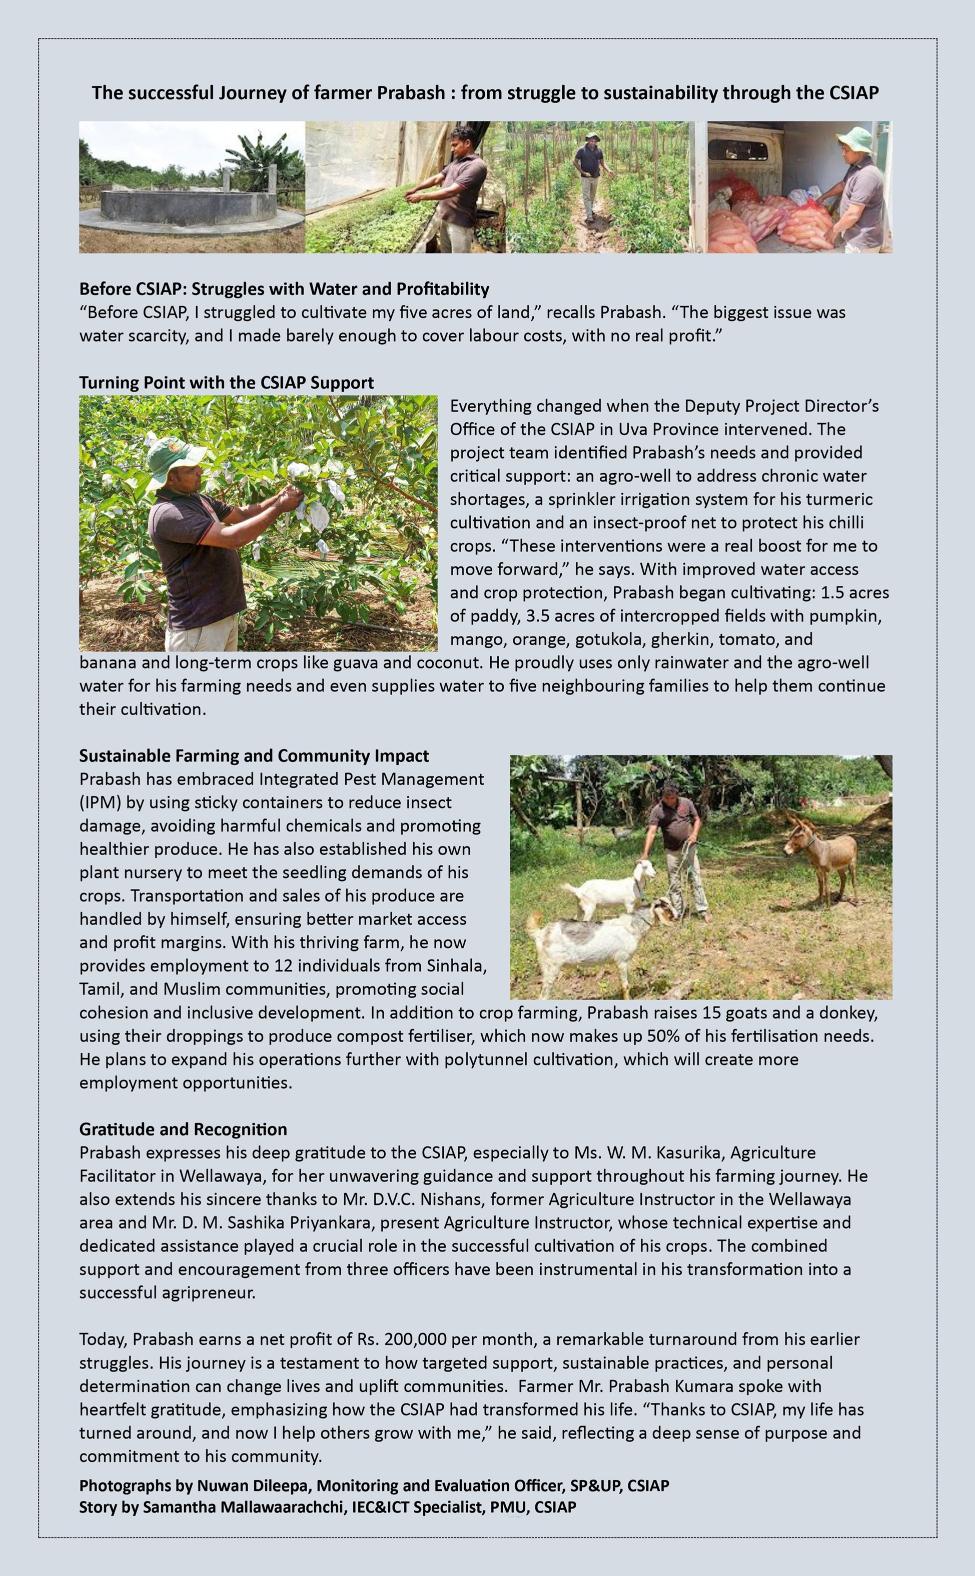 The successful Journey of farmer Prabash : from struggle to sustainability through the CSIAP
Before CSIAP: Struggles with Water and Profitability
“Before CSIAP, I struggled to cultivate my five acres of land,” recalls Prabash. “The biggest issue was
water scarcity, and I made barely enough to cover labour costs, with no real profit.”
Turning Point with the CSIAP Support
Everything changed when the Deputy Project Director’s
Office of the CSIAP in Uva Province intervened. The
project team identified Prabash’s needs and provided
critical support: an agro-well to address chronic water
shortages, a sprinkler irrigation system for his turmeric
cultivation and an insect-proof net to protect his chilli
crops. “These interventions were a real boost for me to
move forward,” he says. With improved water access
and crop protection, Prabash began cultivating: 1.5 acres
of paddy, 3.5 acres of intercropped fields with pumpkin,
mango, orange, gotukola, gherkin, tomato, and
banana and long-term crops like guava and coconut. He proudly uses only rainwater and the agro-well
water for his farming needs and even supplies water to five neighbouring families to help them continue
their cultivation.
Sustainable Farming and Community Impact
Prabash has embraced Integrated Pest Management
(IPM) by using sticky containers to reduce insect
damage, avoiding harmful chemicals and promoting
healthier produce. He has also established his own
plant nursery to meet the seedling demands of his
crops. Transportation and sales of his produce are
handled by himself, ensuring better market access
and profit margins. With his thriving farm, he now
provides employment to 12 individuals from Sinhala,
Tamil, and Muslim communities, promoting social
cohesion and inclusive development. In addition to crop farming, Prabash raises 15 goats and a donkey,
using their droppings to produce compost fertiliser, which now makes up 50% of his fertilisation needs.
He plans to expand his operations further with polytunnel cultivation, which will create more
employment opportunities.
Gratitude and Recognition
Prabash expresses his deep gratitude to the CSIAP, especially to Ms. W. M. Kasurika, Agriculture
Facilitator in Wellawaya, for her unwavering guidance and support throughout his farming journey. He
also extends his sincere thanks to Mr. D.V.C. Nishans, former Agriculture Instructor in the Wellawaya
area and Mr. D. M. Sashika Priyankara, present Agriculture Instructor, whose technical expertise and
dedicated assistance played a crucial role in the successful cultivation of his crops. The combined
support and encouragement from three officers have been instrumental in his transformation into a
successful agripreneur.
Today, Prabash earns a net profit of Rs. 200,000 per month, a remarkable turnaround from his earlier
struggles. His journey is a testament to how targeted support, sustainable practices, and personal
determination can change lives and uplift communities.  Farmer Mr. Prabash Kumara spoke with
heartfelt gratitude, emphasizing how the CSIAP had transformed his life. “Thanks to CSIAP, my life has
turned around, and now I help others grow with me,” he said, reflecting a deep sense of purpose and
commitment to his community.
Photographs by Nuwan Dileepa, Monitoring and Evaluation Officer, SP&UP, CSIAP
Story by Samantha Mallawaarachchi, IEC&ICT Specialist, PMU, CSIAP